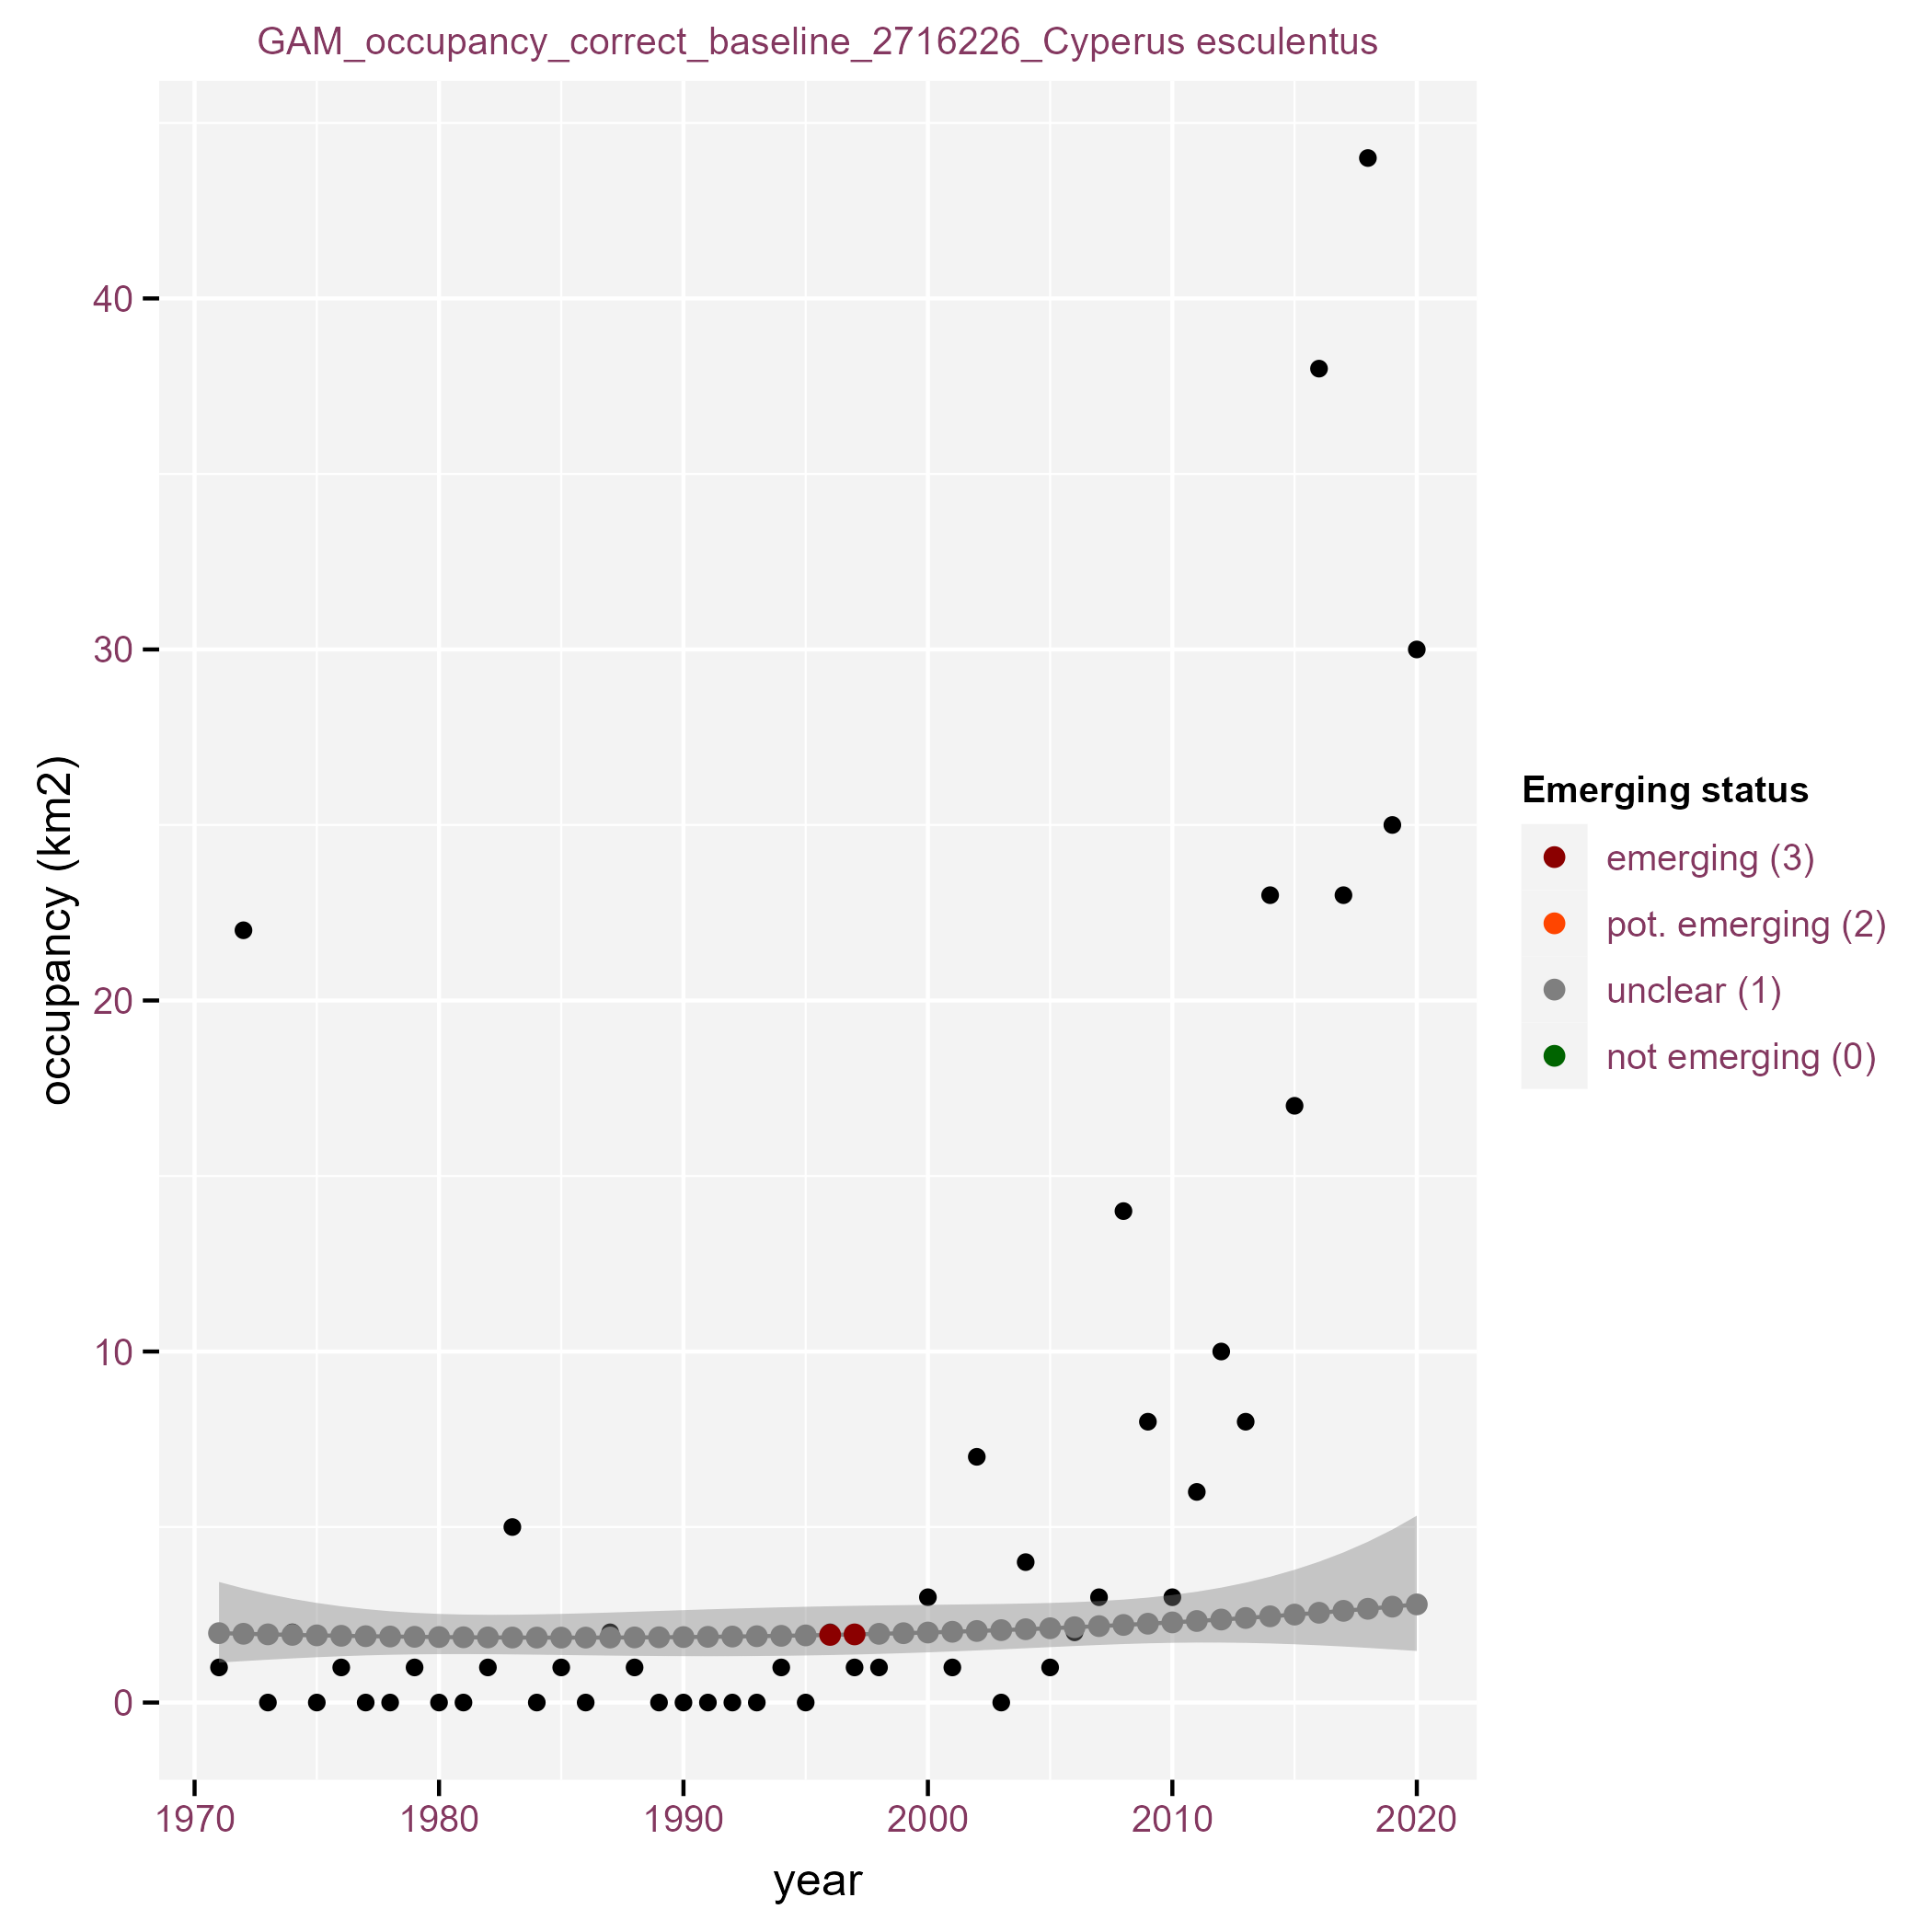 GAM_occupancy_correct_baseline_2716226_Cyperus esculentus
40
30
20
10
0
occupancy (km2)
1970 1980 1990 2000 2010 2020
year
Emerging status
emerging (3)
pot. emerging (2)
unclear (1)
not emerging (0)